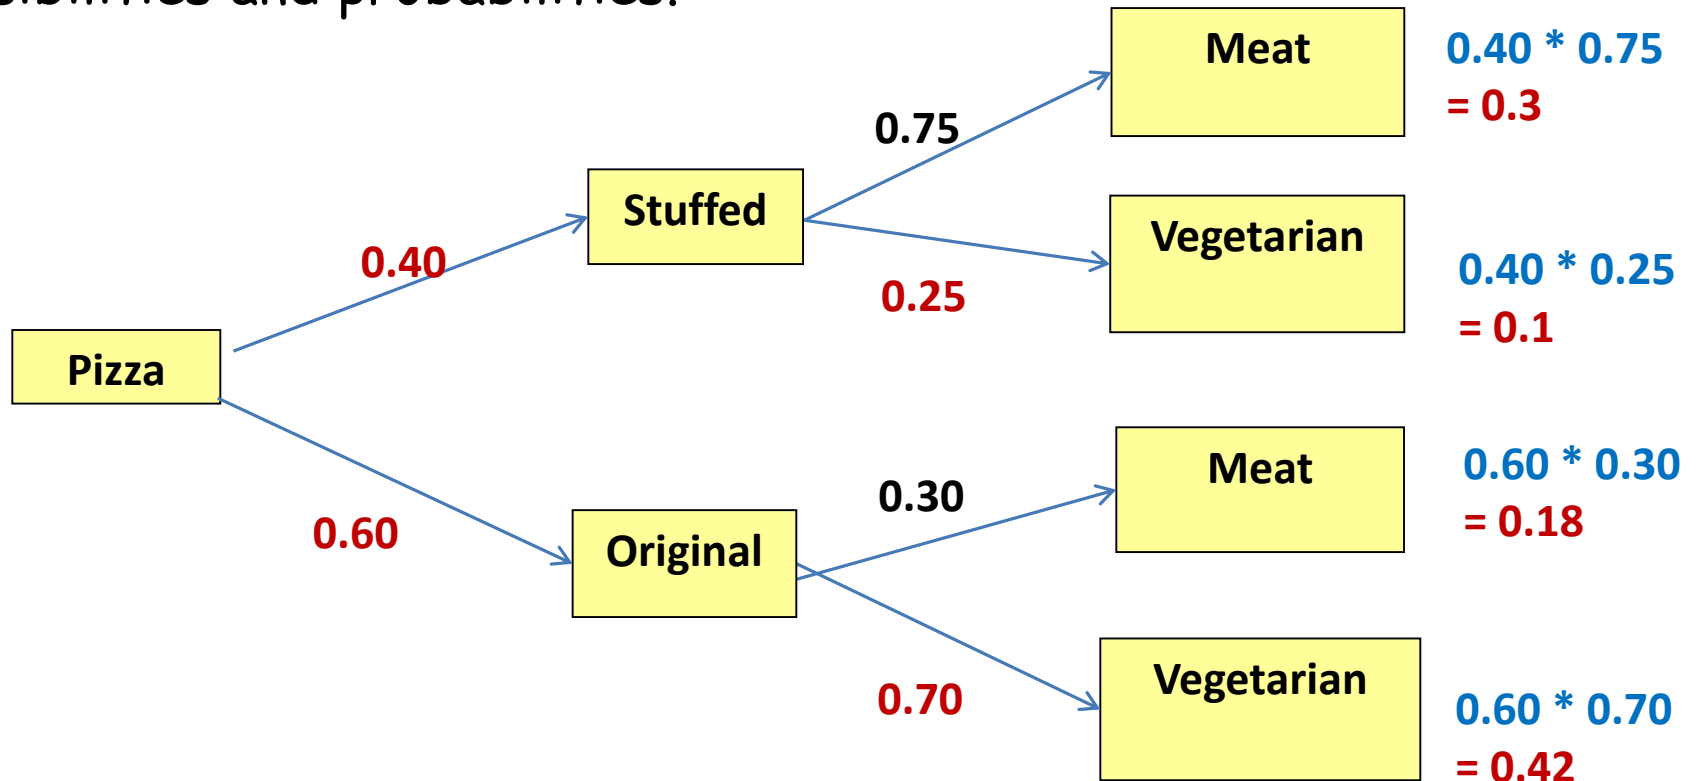 and probabilities.
Meat
0.40 * 0.75
= 0.3
0.75
Stuffed
Vegetarian
0.40
0.40 * 0.25
0.25
= 0.1
Pizza
Meat
0.60 * 0.30
0.30
= 0.18
0.60
Original
Vegetarian
0.70
0.60 * 0.70
= 0.42